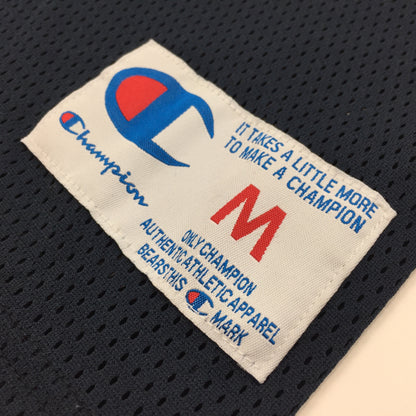 Champion
IT TAKES A LITTLE MORE
TO MAKE A CHAMPION
M
ONLY CHAMPION
AUTHENTIC ATHLETIC APPAREL
BEARS THIS C MARK